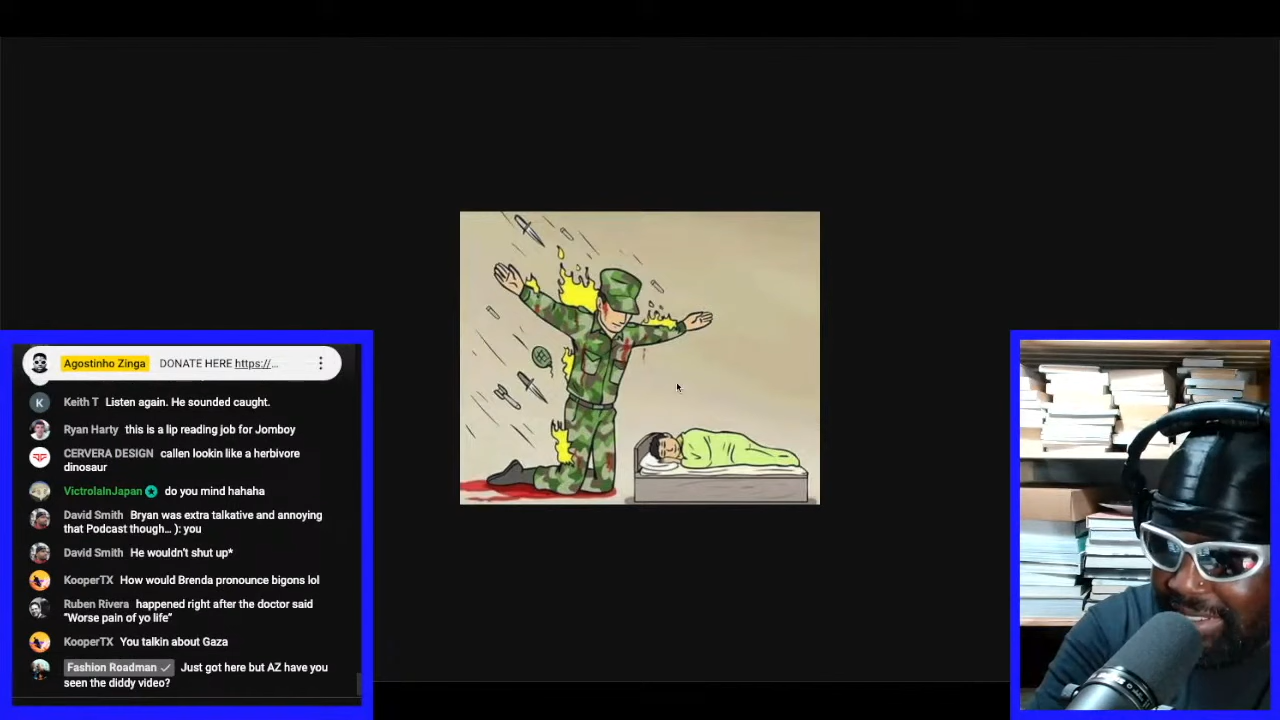 Agostinho Zinga DONATE HERE https://...
Keith T Listen again. He sounded caught.
Ryan Harty this is a lip reading job for Jomboy
CERVERA DESIGN callen lookin like a herbivore
dinosaur
VictrolaInJapan do you mind hahaha
David Smith Bryan was extra talkative and annoying
that Podcast though... ): you
David Smith He wouldn't shut up*
KooperTX How would Brenda pronounce bigons lol
Ruben Rivera happened right after the doctor said
"Worse pain of yo life"
KooperTX You talkin about Gaza
Fashion Roadman Just got here but AZ have you
seen the diddy video?